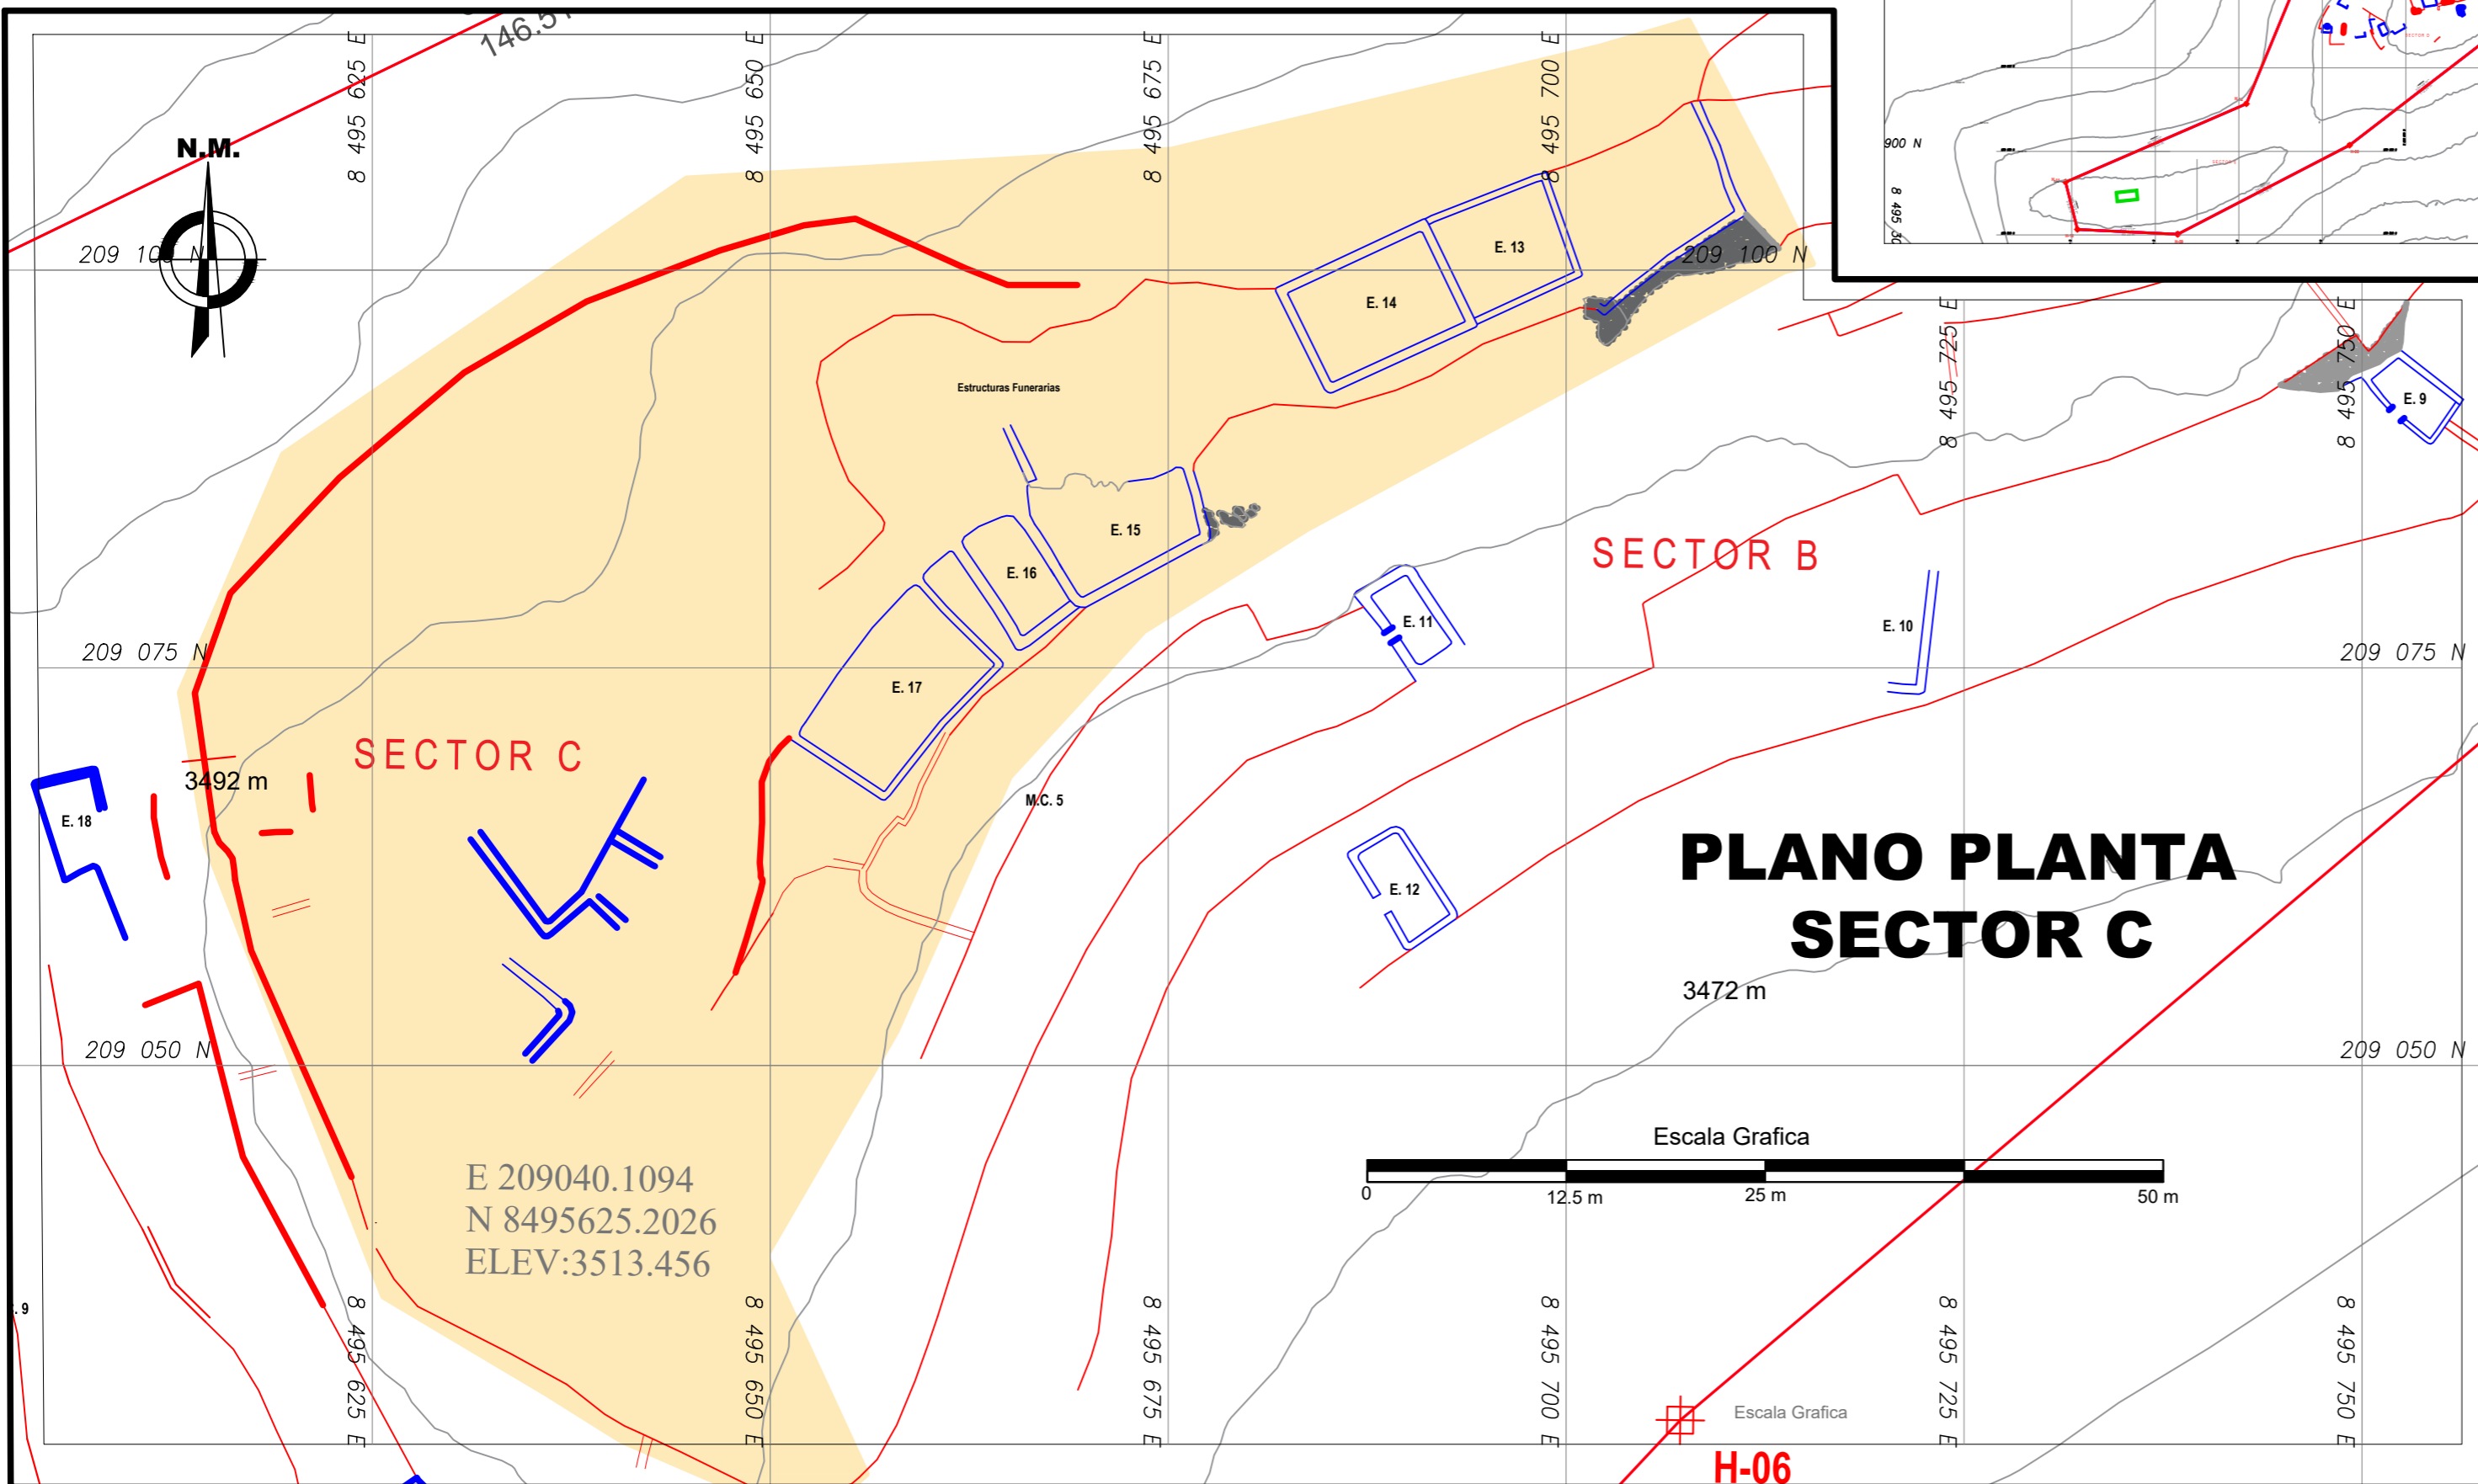 8 495 625 E
8 495 650 E
8 495 675 E
8 495 700 E
N.M.
900 N
209 100 N
209 100 N
E. 13
E. 14
8 495 725 E
8 495 750 E
Estructuras Funerarias
E. 9
E. 15
E. 16
SECTOR B
E. 11
E. 10
209 075 N
209 075 N
E. 17
SECTOR C
3492 m
M.C. 5
E. 18
PLANO PLANTA
SECTOR C
E. 12
3472 m
209 050 N
209 050 N
Escala Grafica
0
12.5 m
25 m
50 m
E 209040.1094
N 8495625.2026
ELEV:3513.456
8 495 625 E
8 495 650 E
8 495 675 E
8 495 700 E
8 495 725 E
8 495 750 E
Escala Grafica
H-06